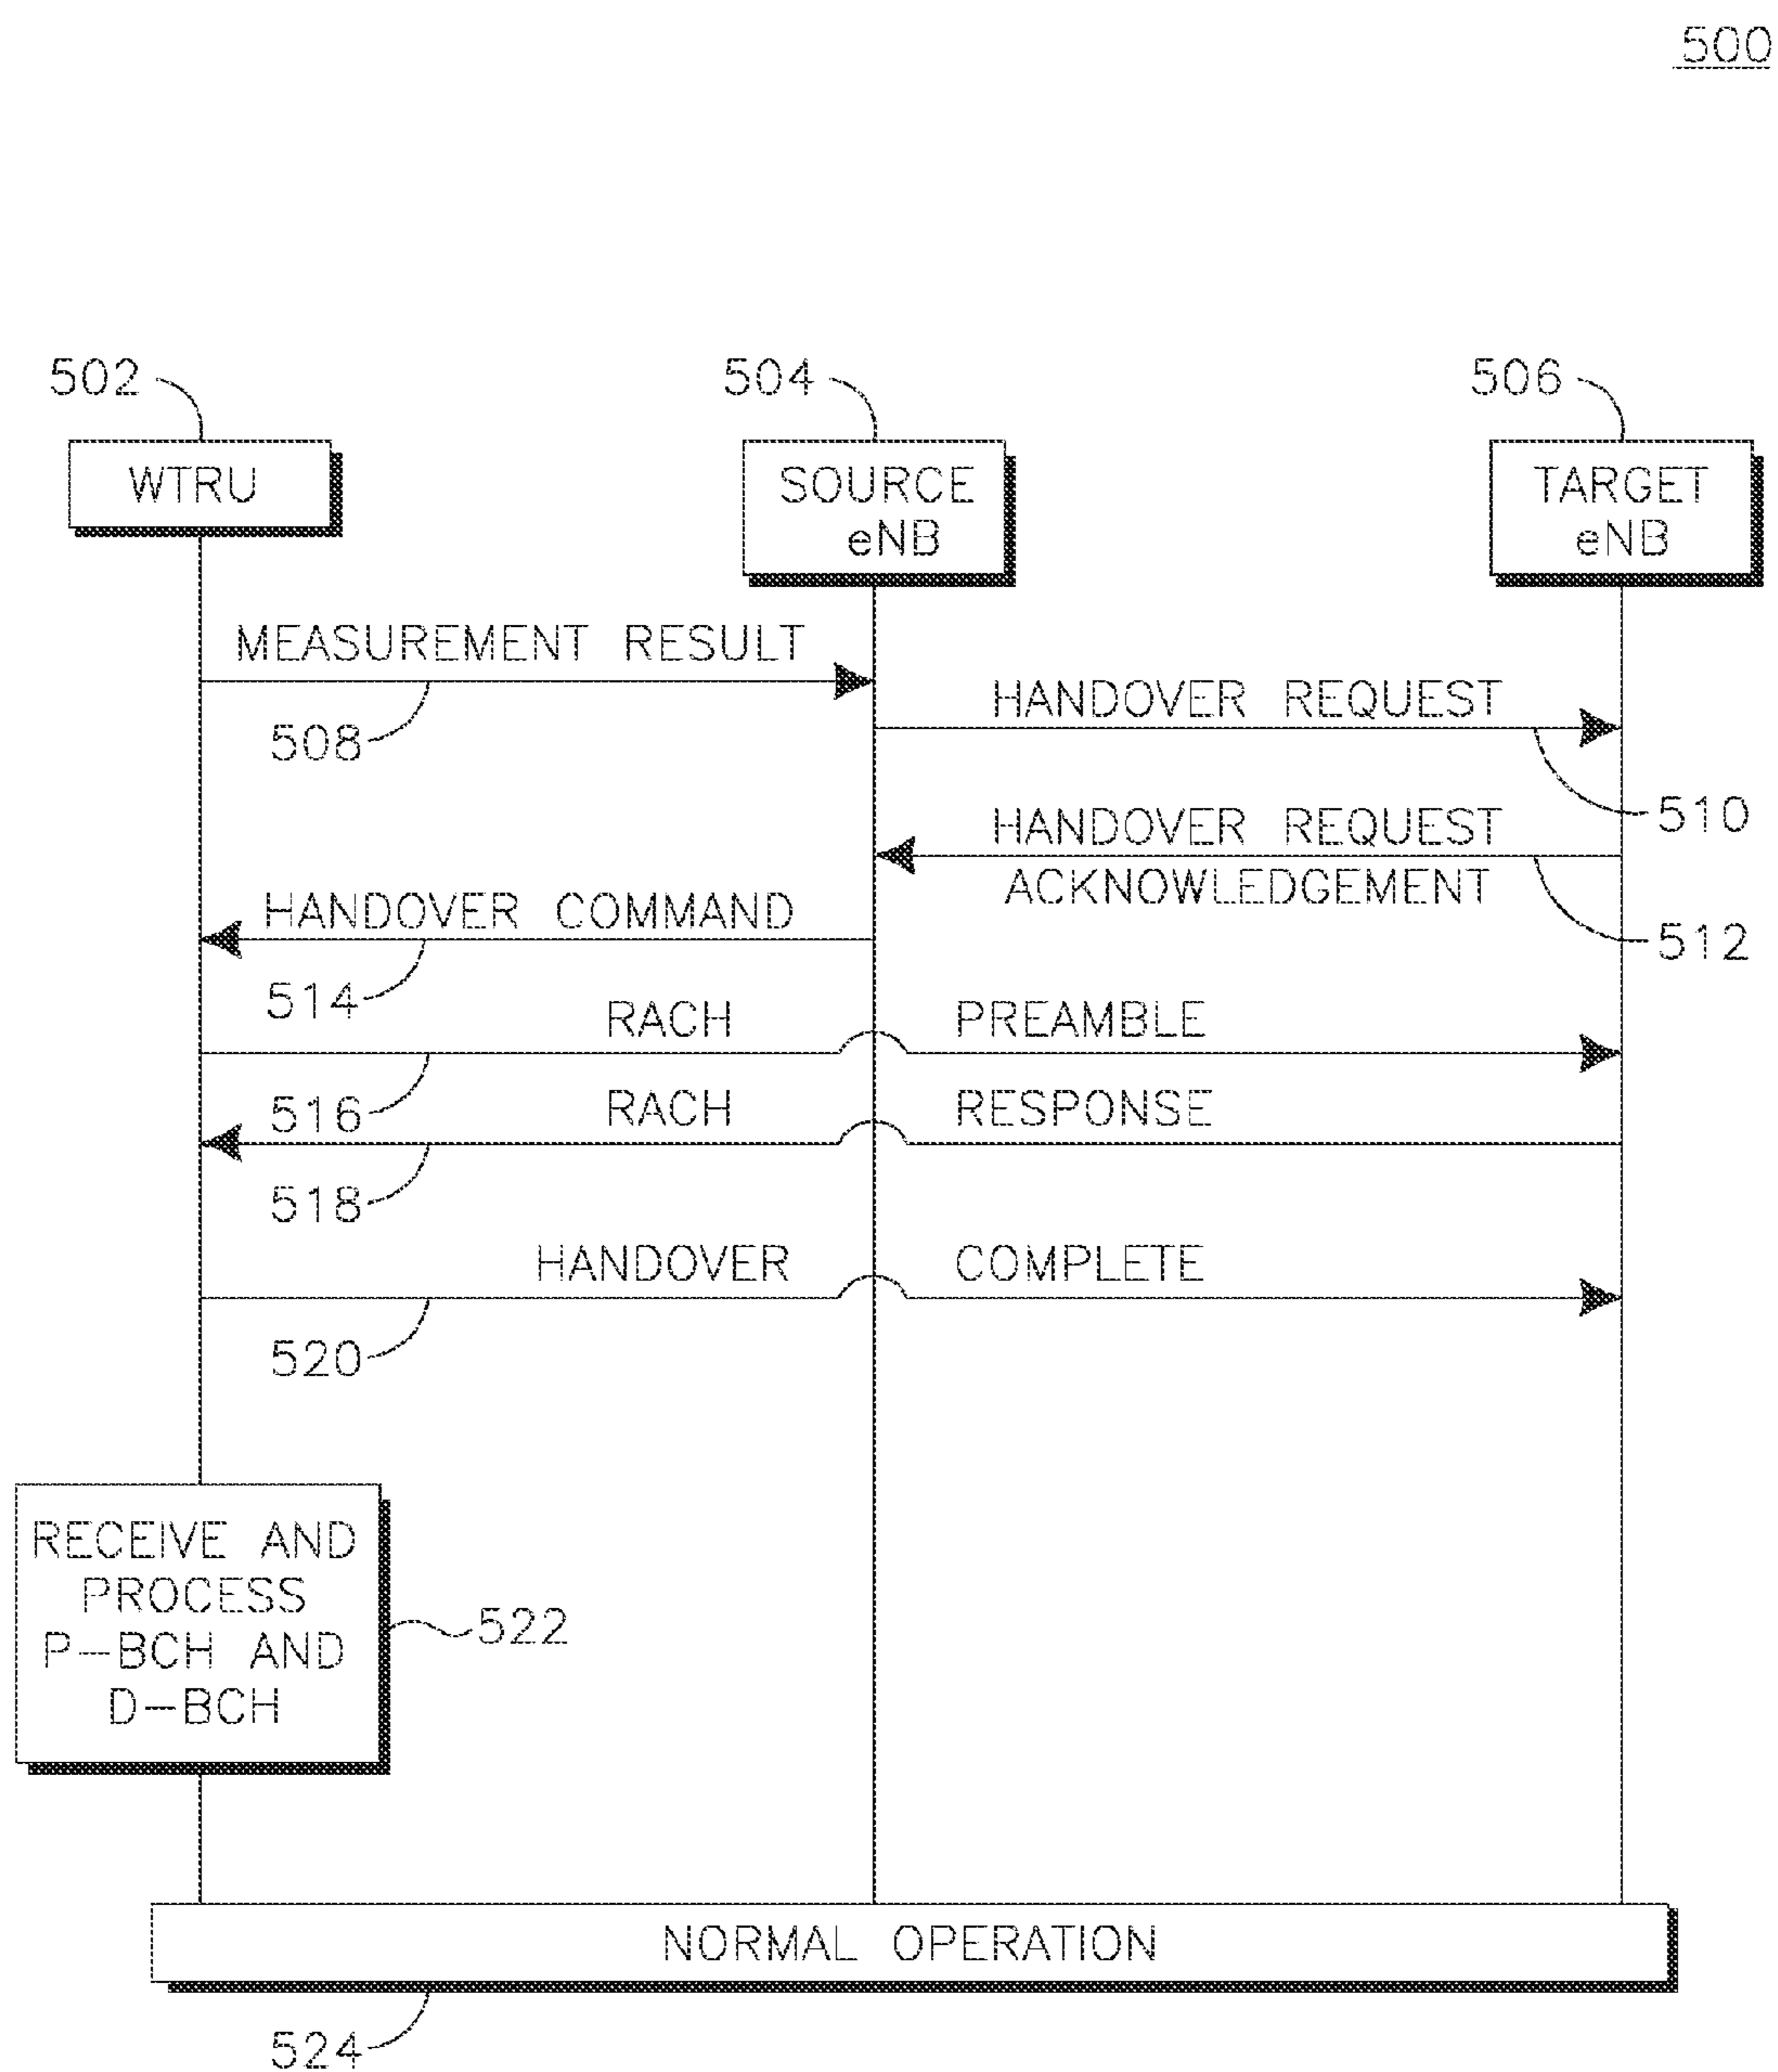 500
502
504
506
WTRU
SOURCE
eNB
TARGET
eNB
MEASUREMENT RESULT
508
HANDOVER REQUEST
510
HANDOVER REQUEST
ACKNOWLEDGEMENT
512
HANDOVER COMMAND
514
RACH PREAMBLE
516
RACH RESPONSE
518
HANDOVER COMPLETE
520
RECEIVE AND
PROCESS
P-BCH AND
D-BCH
522
NORMAL OPERATION
524